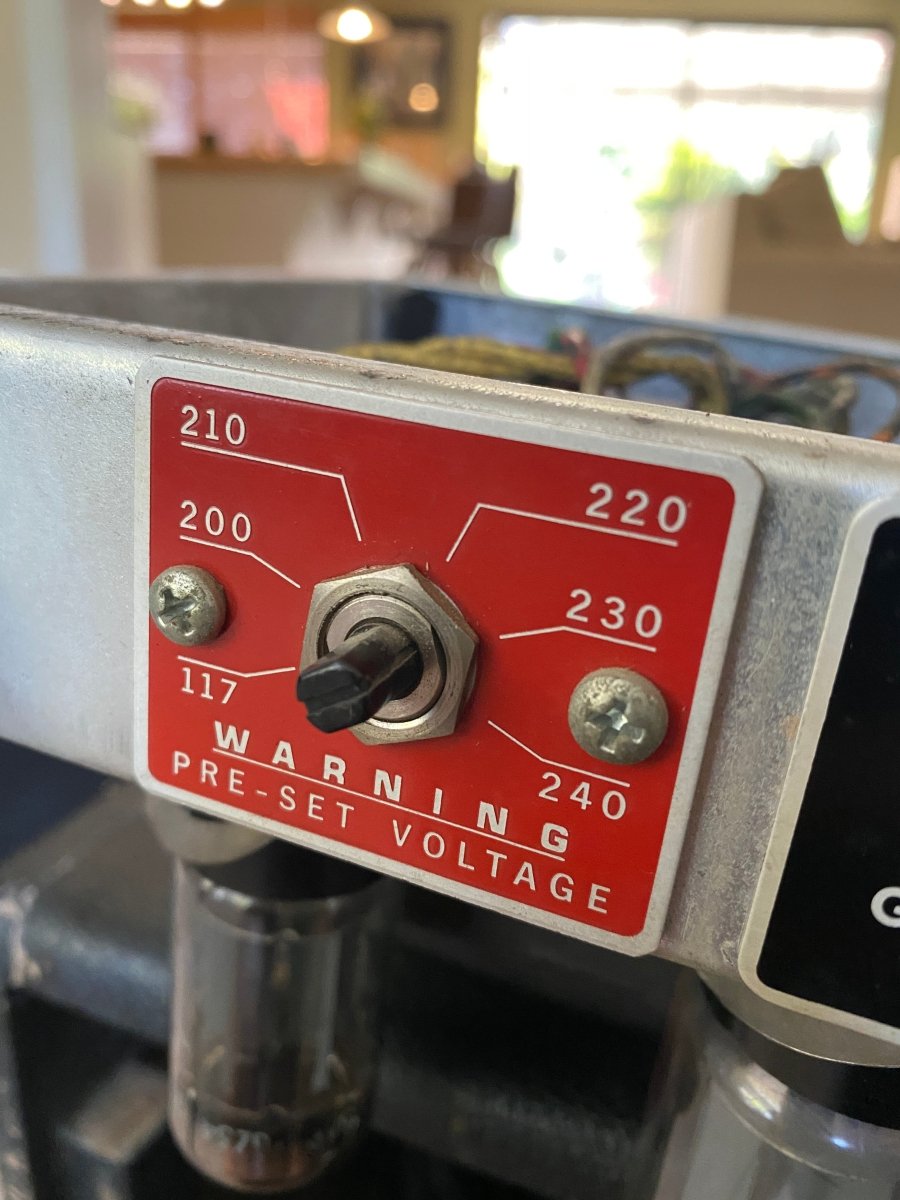 210
220
200
230
117
240
WARNING
PRE-SET VOLTAGE
G